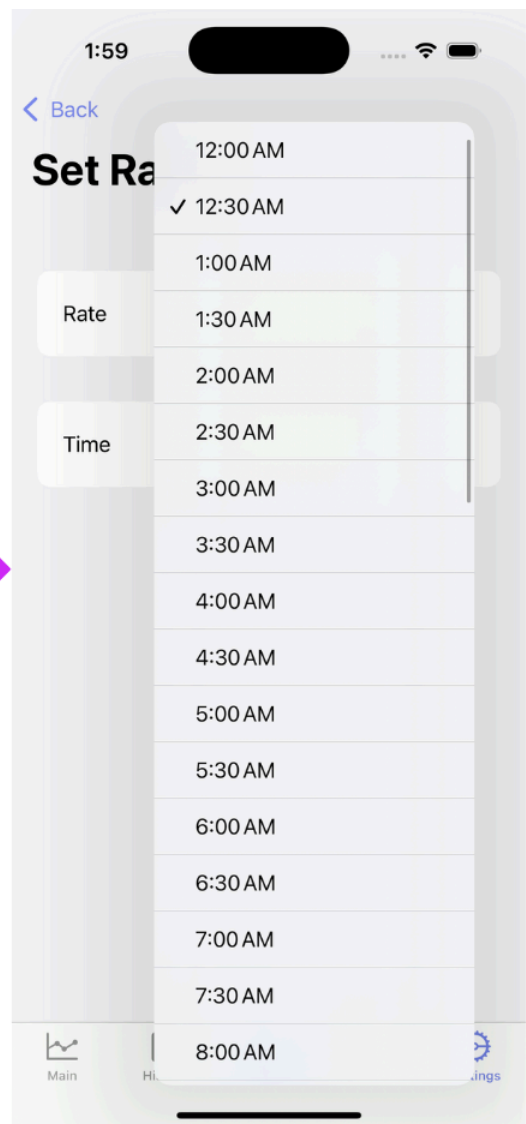 1:59
Back
Set Ra
12:00 AM
12:30 AM
1:00 AM
Rate
1:30 AM
2:00 AM
Time
2:30 AM
3:00 AM
3:30 AM
4:00 AM
4:30 AM
5:00 AM
5:30 AM
6:00 AM
6:30 AM
7:00 AM
7:30 AM
8:00 AM
Main
Hi
ings